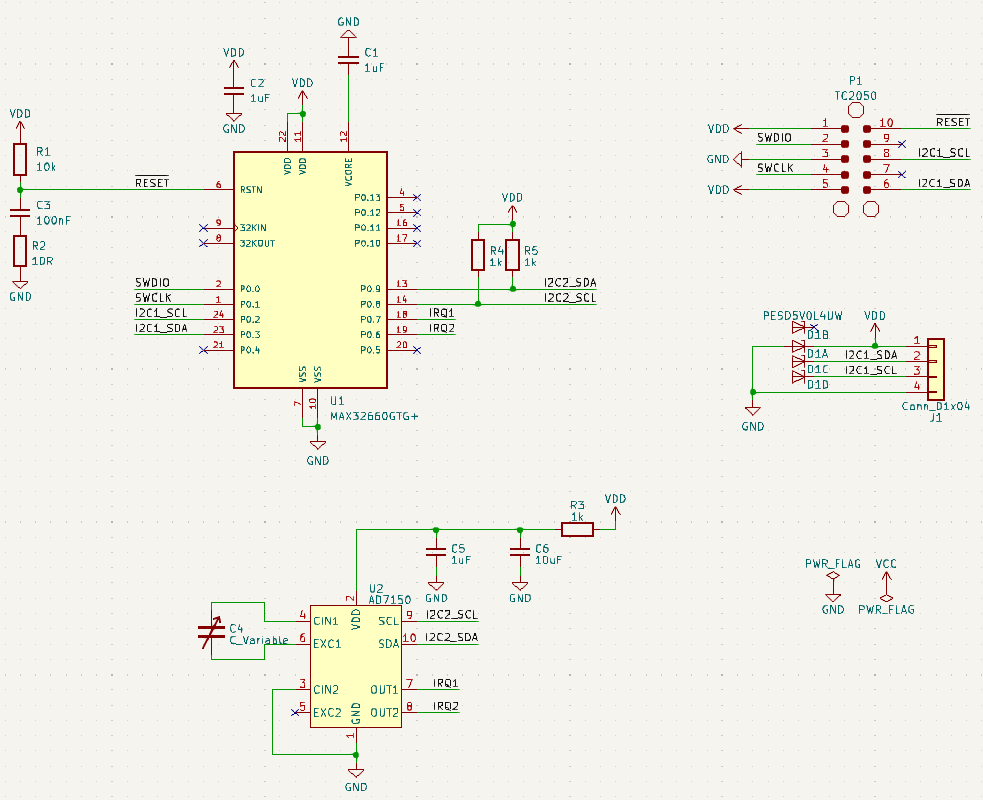 GND
C1
1uF
VDD
C2
1uF
GND
VDD
22
11
12
VDD
VDD
VCORE
VDD
R1
10k
C3
100nF
R2
1DR
GND
RESET
6
RSTN
9
32KIN
8
32KOUT
SWDIO
2
P0.0
SWCLK
1
P0.1
I2C1_SCL
24
P0.2
I2C1_SDA
23
P0.3
21
P0.4
P0.13
4
P0.12
5
P0.11
16
P0.10
17
P0.9
13
I2C2_SDA
P0.8
14
I2C2_SCL
P0.7
18
IRQ1
P0.6
19
IRQ2
P0.5
20
VDD
R4
1k
R5
1k
VSS
VSS
7
10
U1
MAX32660GTG+
GND
P1
TC2050
VDD
1
10
RESET
SWDIO
2
9
GND
3
8
I2C1_SCL
SWCLK
4
7
VDD
5
6
I2C1_SDA
PESD5V0L4UW
VDD
D1B
D1A
D1C
D1D
I2C1_SDA
I2C1_SCL
1
2
3
4
GND
Conn_01x04
J1
R3
1k
VDD
C5
1uF
GND
C6
10uF
GND
U2
AD7150
2
VDD
C4
C_Variable
4
CIN1
6
EXC1
3
CIN2
5
EXC2
SCL
9
I2C2_SCL
SDA
10
I2C2_SDA
OUT1
7
IRQ1
OUT2
8
IRQ2
GND
1
GND
PWR_FLAG
GND
VCC
PWR_FLAG